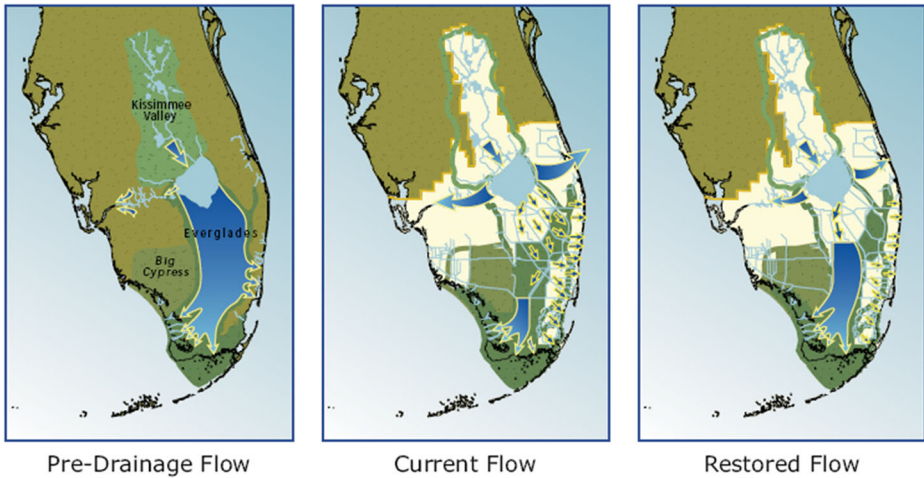 Kissimmee
Valley
Everglades
Big
Cypress
Pre-Drainage Flow
Current Flow
Restored Flow